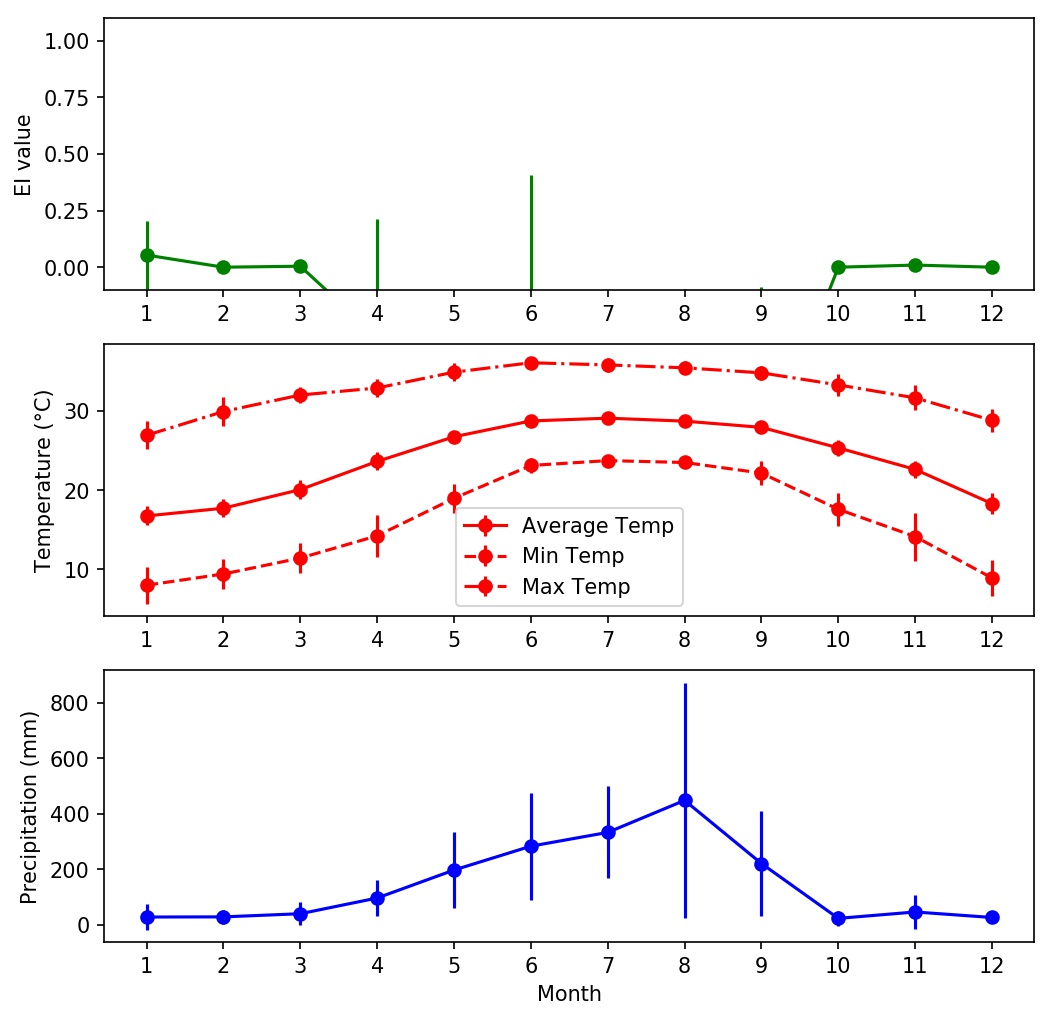 EI value
1.00
0.75
0.50
0.25
0.00
1 2 3 4 5 6 7 8 9 10 11 12
Temperature (°C)
30
20
10
Average Temp
Min Temp
Max Temp
1 2 3 4 5 6 7 8 9 10 11 12
Precipitation (mm)
800
600
400
200
0
1 2 3 4 5 6 7 8 9 10 11 12
Month